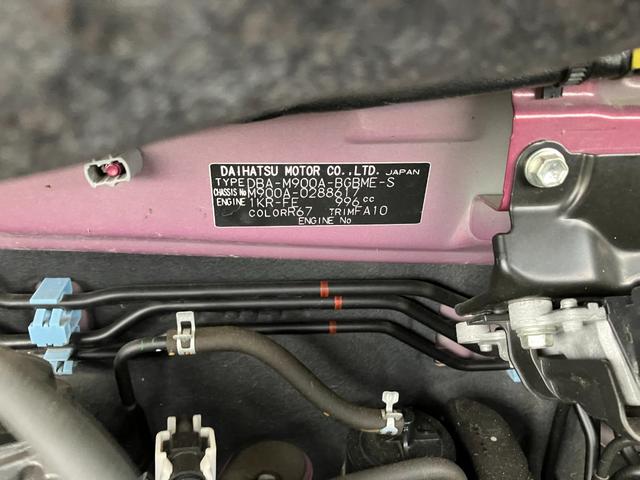 DAIHATSU MOTOR CO.,LTD. JAPAN
TYPE DBA-M900A-BGBME-S
CHASSIS No M900A-0288617
ENGINE 1KR-FE 996cc
COLOR R67 TRIM FA10
ENGINE No